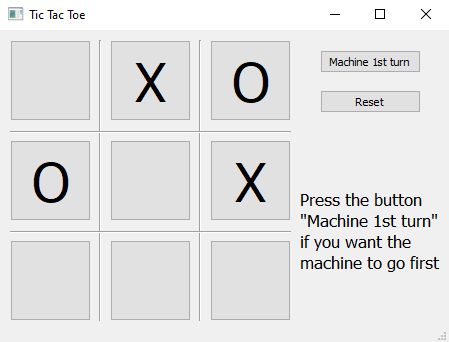 Tic Tac Toe
X O
Machine 1st turn
Reset
O X
Press the button
"Machine 1st turn"
if you want the
machine to go first